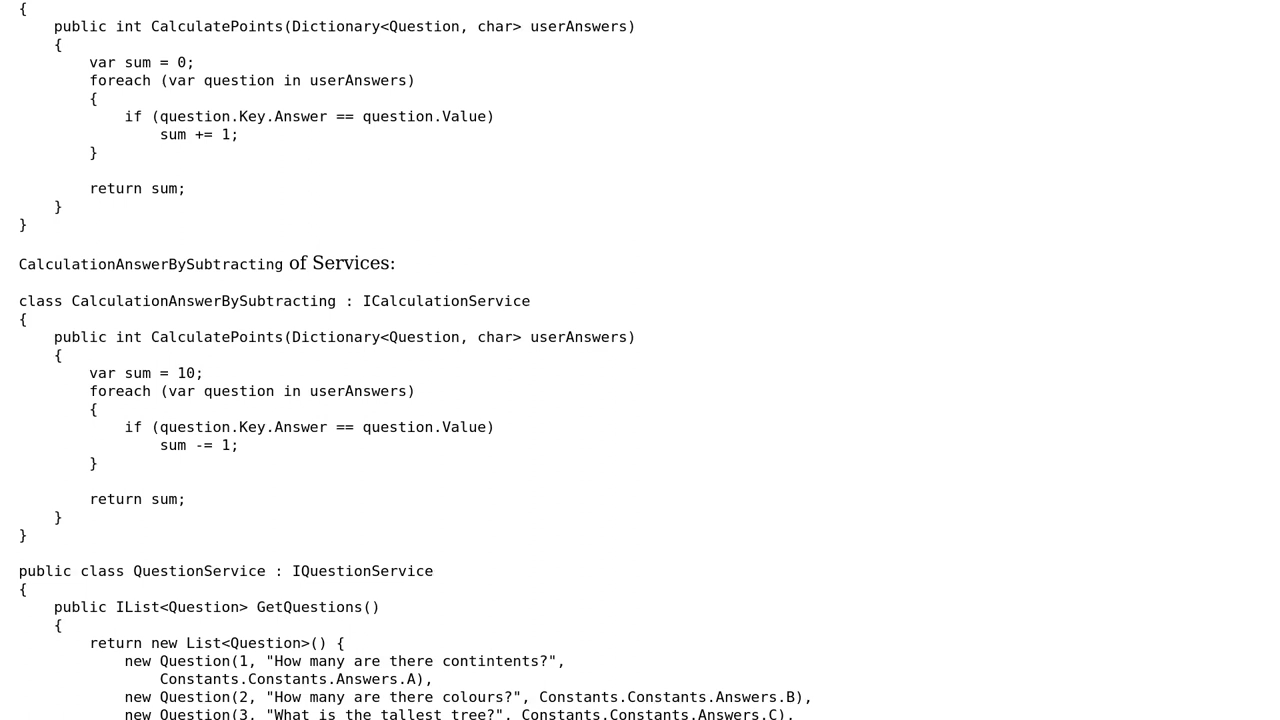 {
    public int CalculatePoints(Dictionary<Question, char> userAnswers)
    {
        var sum = 0;
        foreach (var question in userAnswers)
        {
            if (question.Key.Answer == question.Value)
                sum += 1;
        }

        return sum;
    }
}

CalculationAnswerBySubtracting of Services:

class CalculationAnswerBySubtracting : ICalculationService
{
    public int CalculatePoints(Dictionary<Question, char> userAnswers)
    {
        var sum = 10;
        foreach (var question in userAnswers)
        {
            if (question.Key.Answer == question.Value)
                sum -= 1;
        }

        return sum;
    }
}

public class QuestionService : IQuestionService
{
    public IList<Question> GetQuestions()
    {
        return new List<Question>() {
            new Question(1, "How many are there contintents?",
                Constants.Constants.Answers.A),
            new Question(2, "How many are there colours?", Constants.Constants.Answers.B),
            new Question(3, "What is the tallest tree?", Constants.Constants.Answers.C),